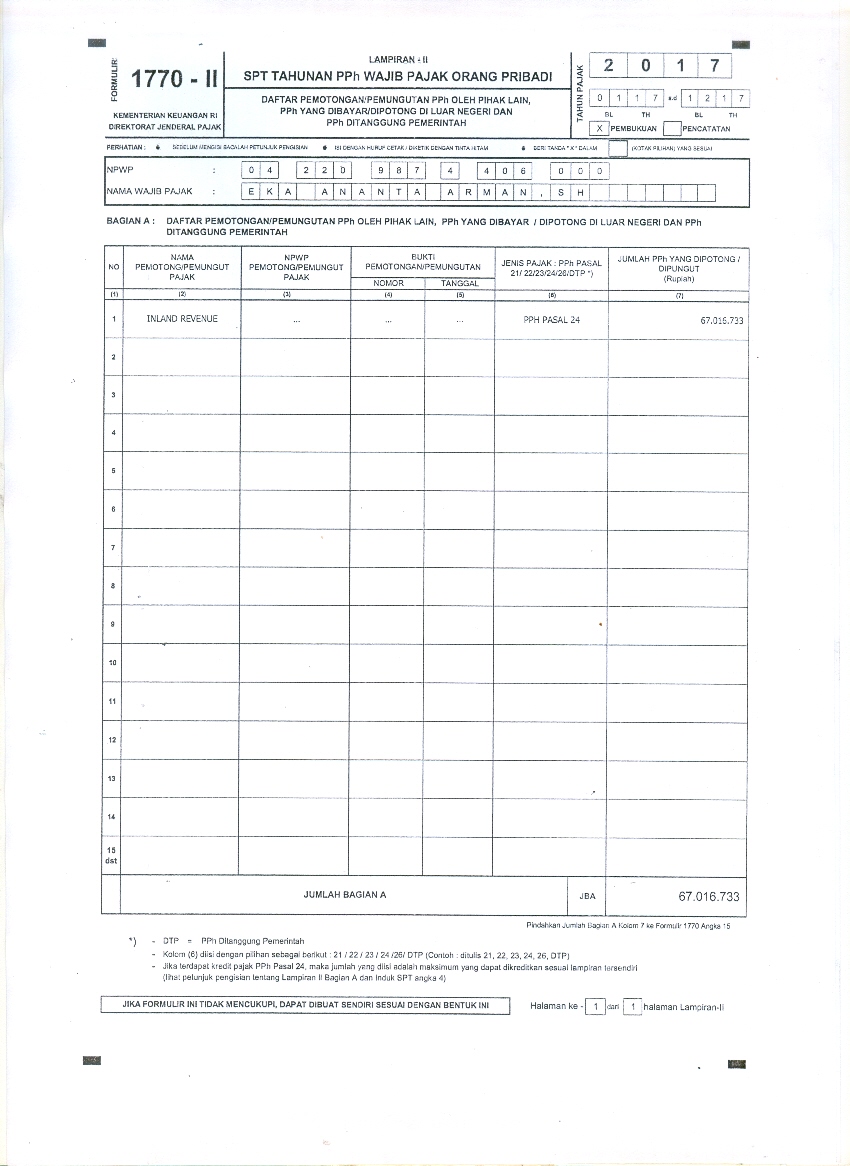 FORMULIR
1770 - II
KEMENTERIAN KEUANGAN RI
DIREKTORAT JENDERAL PAJAK
LAMPIRAN - II
SPT TAHUNAN PPh WAJIB PAJAK ORANG PRIBADI
DAFTAR PEMOTONGAN/PEMUNGUTAN PPh OLEH PIHAK LAIN,
PPh YANG DIBAYAR/DIPOTONG DI LUAR NEGERI DAN
PPh DITANGGUNG PEMERINTAH
TAHUN PAJAK
2 0 1 7
0 1 1 7 s.d 1 2 1 7
BL TH BL TH
X PEMBUKUAN PENCATATAN
PERHATIAN : SEBELUM MENGISI BACALAH PETUNJUK PENGISIAN ISI DENGAN HURUF CETAK / DIKETIK DENGAN TINTA HITAM BERI TANDA "X" DALAM (KOTAK PILIHAN) YANG SESUAI
NPWP : 0 4 2 2 0 9 8 7 4 4 0 6 0 0 0
NAMA WAJIB PAJAK : E K A A N A N T A A R M A N , S H
BAGIAN A : DAFTAR PEMOTONGAN/PEMUNGUTAN PPh OLEH PIHAK LAIN, PPh YANG DIBAYAR / DIPOTONG DI LUAR NEGERI DAN PPh
DITANGGUNG PEMERINTAH
NO
NAMA
PEMOTONG/PEMUNGUT
PAJAK
NPWP
PEMOTONG/PEMUNGUT
PAJAK
BUKTI
PEMOTONGAN/PEMUNGUTAN
NOMOR TANGGAL
JENIS PAJAK : PPh PASAL
21/ 22/23/24/26/DTP *)
JUMLAH PPh YANG DIPOTONG /
DIPUNGUT
(Rupiah)
(1) (2) (3) (4) (5) (6) (7)
1 INLAND REVENUE ... ... ... PPH PASAL 24 67.016.733
2
3
4
5
6
7
8
9
10
11
12
13
14
15
dst
JUMLAH BAGIAN A JBA 67.016.733
Pindahkan Jumlah Bagian A Kolom 7 ke Formulir 1770 Angka 15
*) - DTP = PPh Ditanggung Pemerintah
- Kolom (6) diisi dengan pilihan sebagai berikut : 21 / 22 / 23 / 24 /26/ DTP (Contoh : ditulis 21, 22, 23, 24, 26, DTP)
- Jika terdapat kredit pajak PPh Pasal 24, maka jumlah yang diisi adalah maksimum yang dapat dikreditkan sesuai lampiran tersendiri
(lihat petunjuk pengisian tentang Lampiran II Bagian A dan Induk SPT angka 4)
JIKA FORMULIR INI TIDAK MENCUKUPI, DAPAT DIBUAT SENDIRI SESUAI DENGAN BENTUK INI
Halaman ke - 1 dari 1 halaman Lampiran-II